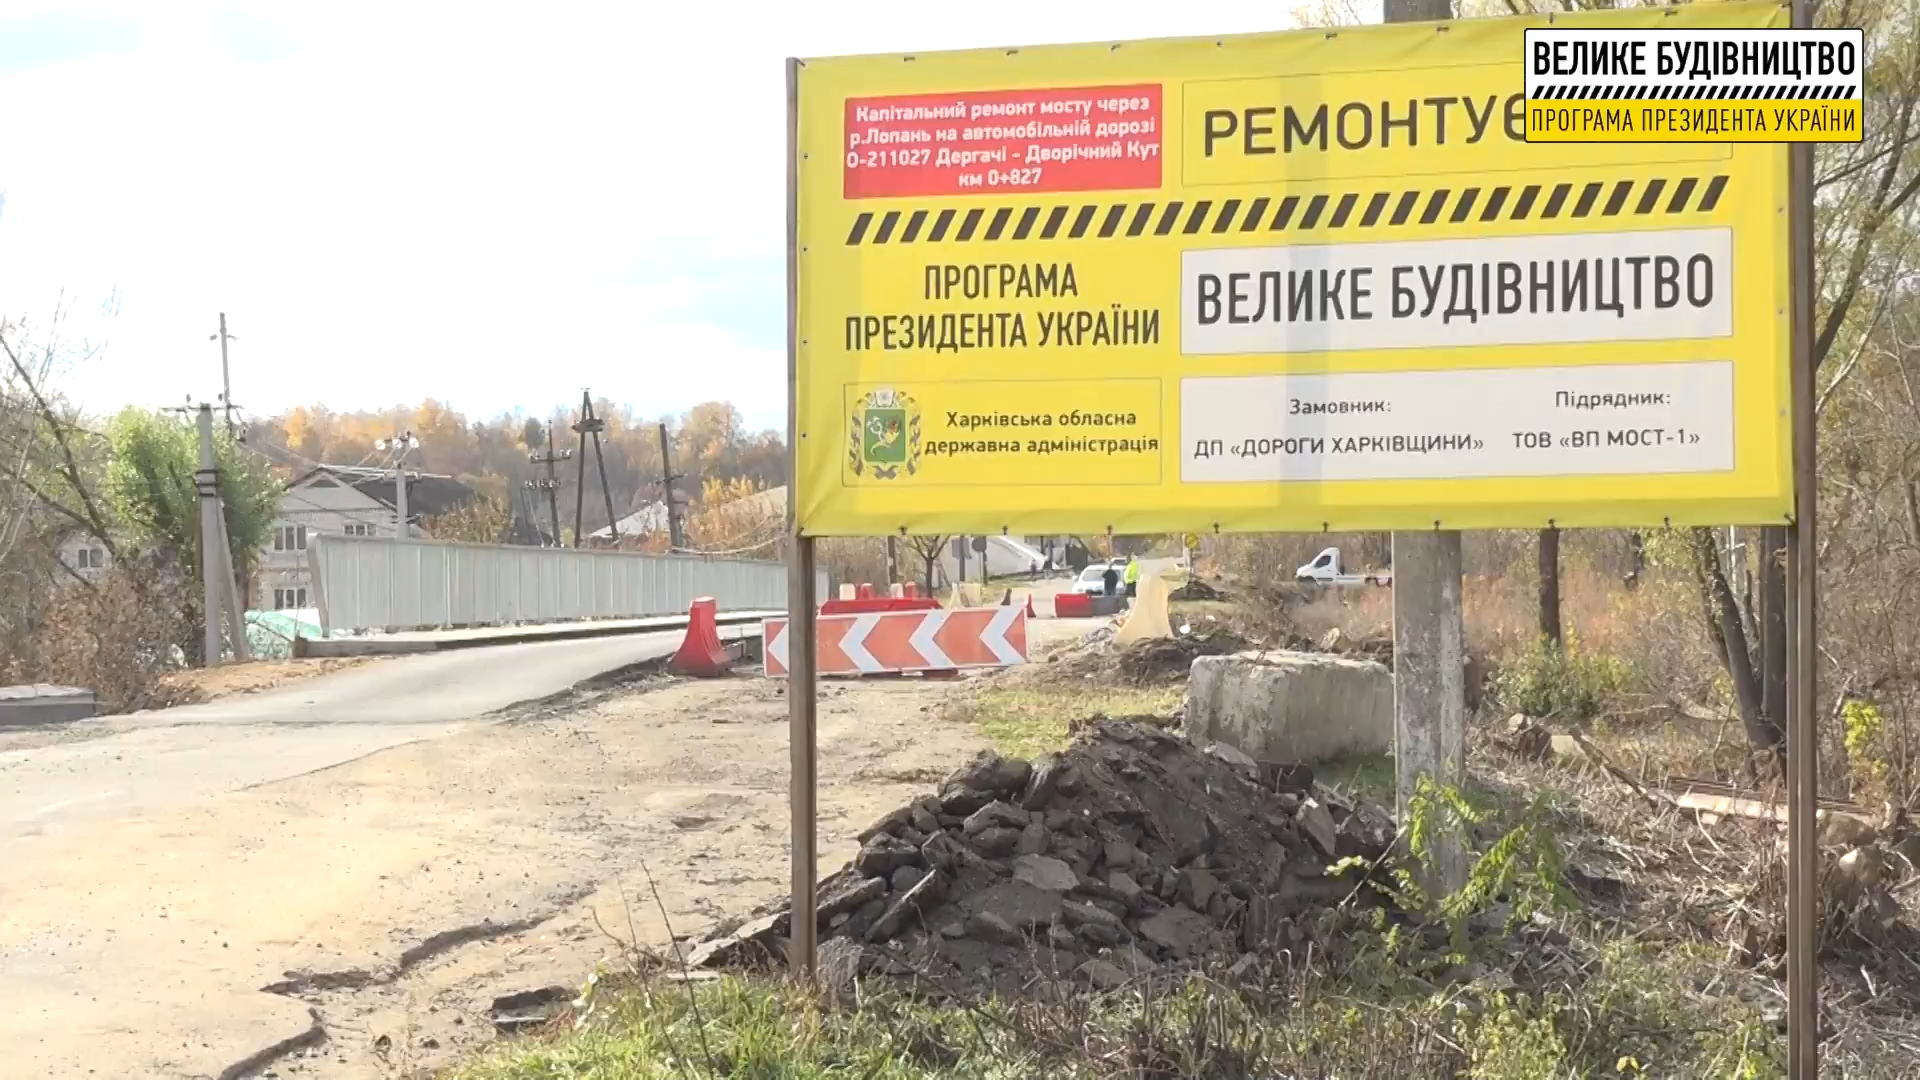 ВЕЛИКЕ БУДІВНИЦТВО
ПРОГРАМА ПРЕЗИДЕНТА УКРАЇНИ
Капітальний ремонт мосту через
р.Лопань на автомобільній дорозі
О-211027 Дергачі - Дворічний Кут
км 0+827
РЕМОНТУЄ
ПРОГРАМА
ПРЕЗИДЕНТА УКРАЇНИ
ВЕЛИКЕ БУДІВНИЦТВО
Харківська обласна
державна адміністрація
Замовник:
ДП «ДОРОГИ ХАРКІВЩИНИ»
Підрядник:
ТОВ «ВП МОСТ-1»